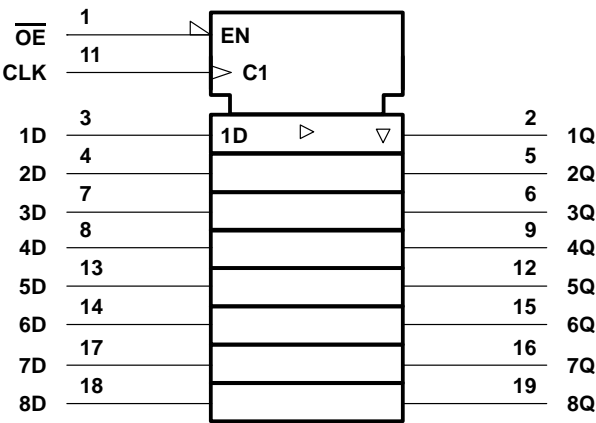 OE 1 EN
CLK 11 C1
1D 3 1D 2 1Q
2D 4 5 2Q
3D 7 6 3Q
4D 8 9 4Q
5D 13 12 5Q
6D 14 15 6Q
7D 17 16 7Q
8D 18 19 8Q